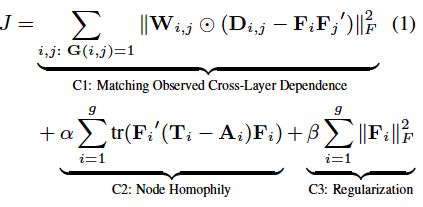 J = ∑_{i,j: G(i,j)=1} ‖W_{i,j} ⊙ (D_{i,j} − F_i F_j′)‖²_F (1)
C1: Matching Observed Cross-Layer Dependence
+ α ∑_{i=1}^{g} tr(F_i′(T_i − A_i)F_i) + β ∑_{i=1}^{g} ‖F_i‖²_F
C2: Node Homophily C3: Regularization